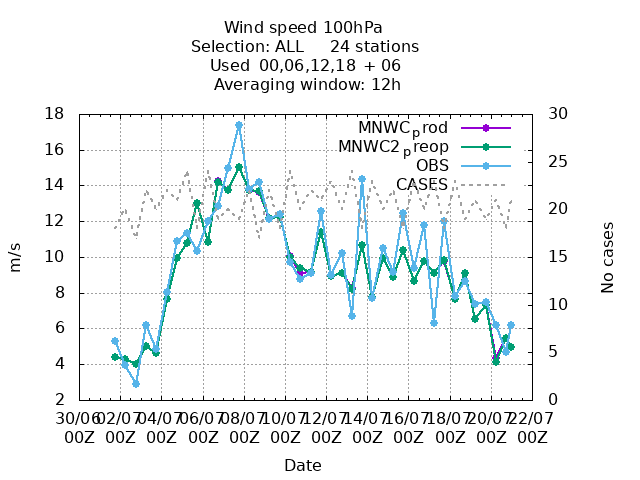 Wind speed 100hPa
Selection: ALL 24 stations
Used 00,06,12,18 + 06
Averaging window: 12h
18 30
MNWCprod
MNWC2preop
OBS
CASES
16 25
14
12 20
10 15
8 10
6
4 5
2 0
m/s
No cases
30/06 02/07 04/07 06/07 08/07 10/07 12/07 14/07 16/07 18/07 20/07 22/07
00Z 00Z 00Z 00Z 00Z 00Z 00Z 00Z 00Z 00Z 00Z 00Z
Date